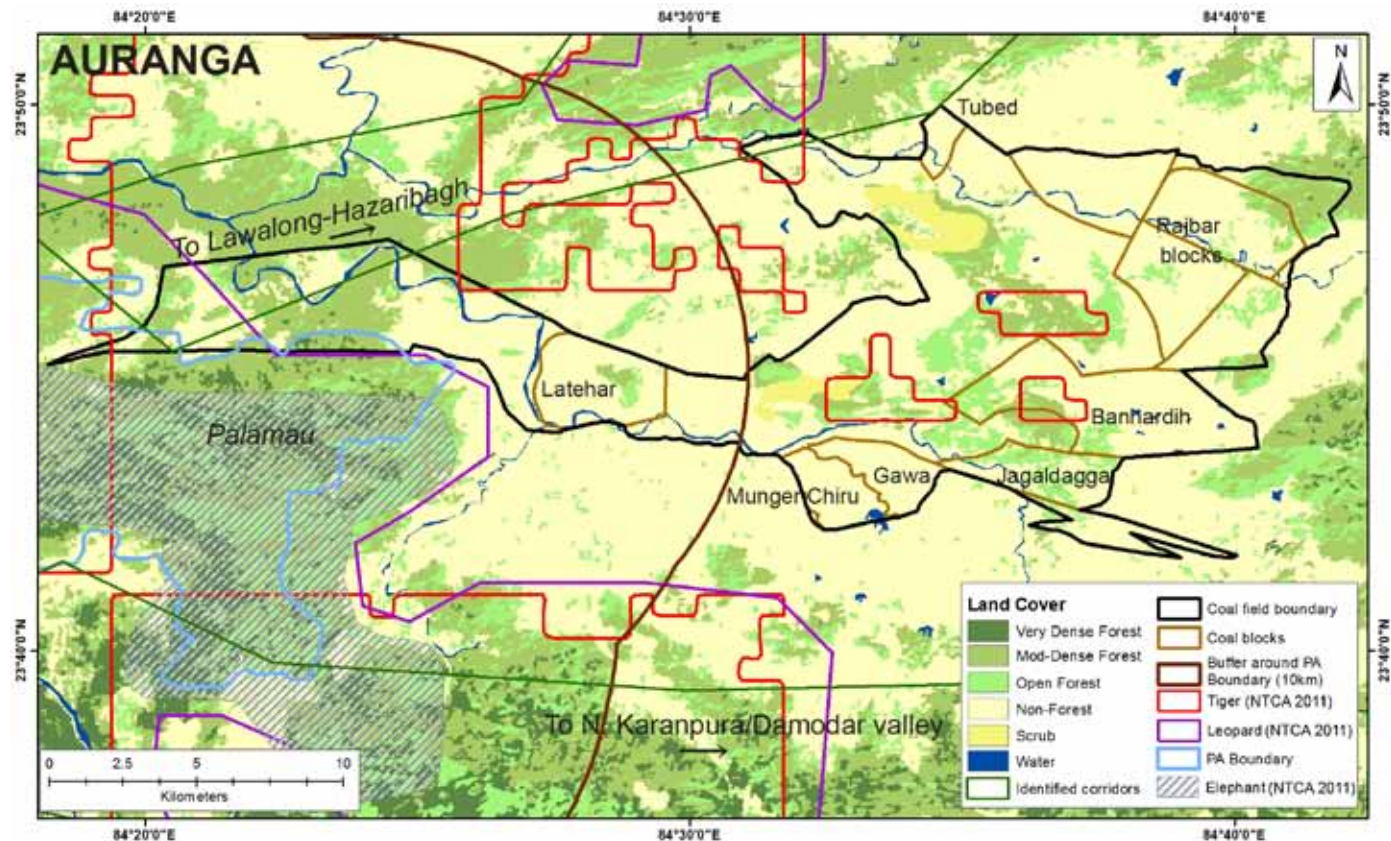 84°20'0"E
84°30'0"E
84°40'0"E
AURANGA
N
23°50'0"N
23°50'0"N
Tubed
To Lawalong-Hazaribagh
Rajbar
blocks
Latehar
Palamau
Banhardih
Gawa
Jagaldagga
Munger Chiru
23°40'0"N
23°40'0"N
To N. Karanpura/Damodar valley
0 2.5 5 10
Kilometers
Land Cover
Very Dense Forest
Mod-Dense Forest
Open Forest
Non-Forest
Scrub
Water
Identified corridors
Coal field boundary
Coal blocks
Buffer around PA
Boundary (10km)
Tiger (NTCA 2011)
Leopard (NTCA 2011)
PA Boundary
Elephant (NTCA 2011)
84°20'0"E
84°30'0"E
84°40'0"E